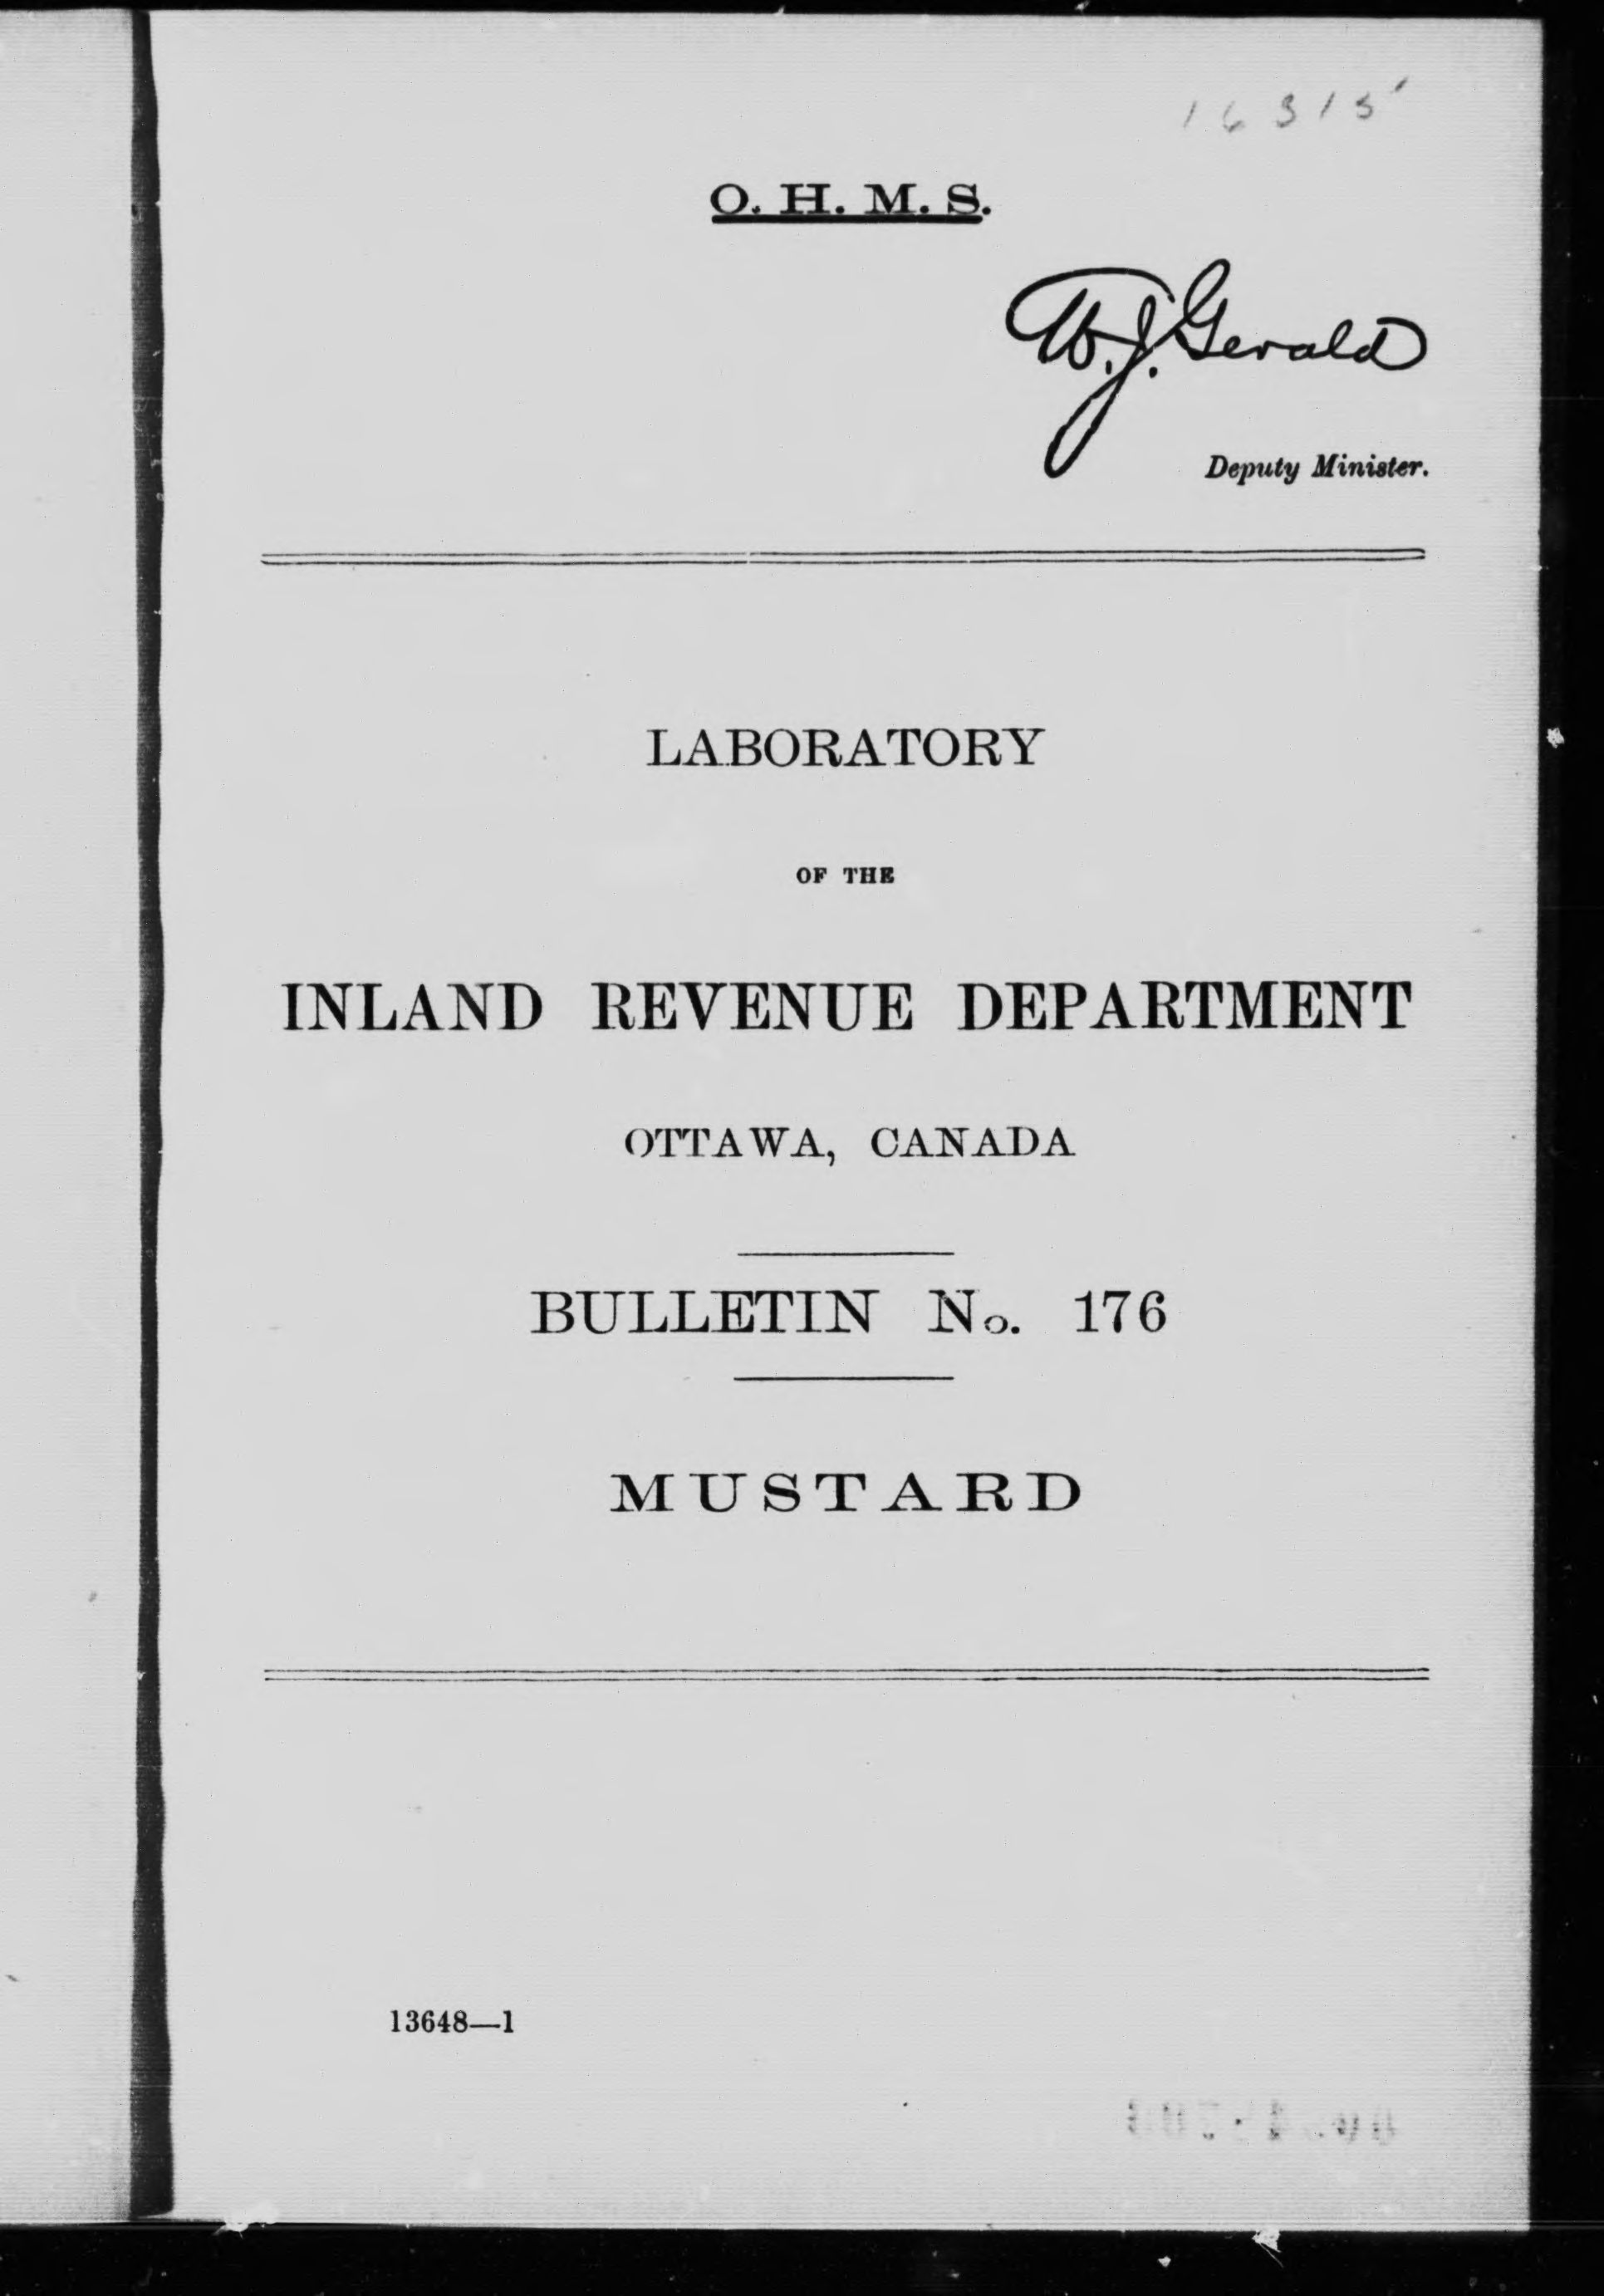 16315
O. H. M. S.
W. J. Gerald
Deputy Minister.
LABORATORY
OF THE
INLAND REVENUE DEPARTMENT
OTTAWA, CANADA
BULLETIN No. 176
MUSTARD
13648—1